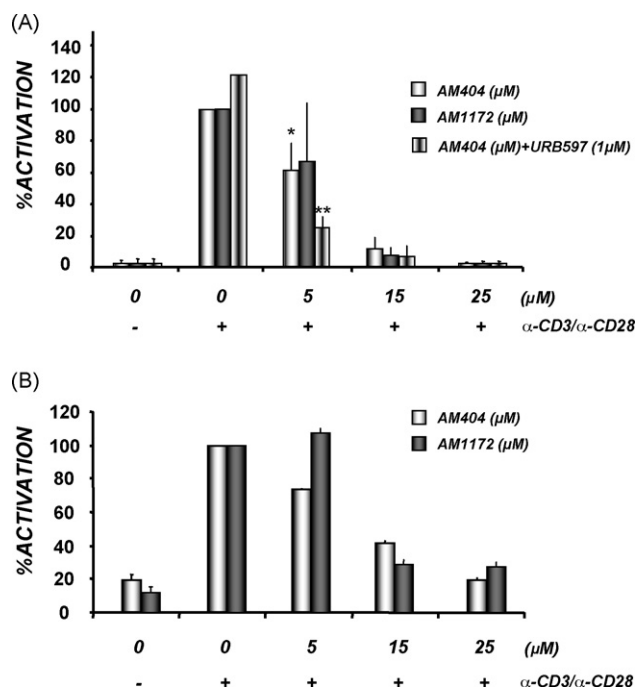 (A)
%ACTIVATION
140
120
100
80
60
40
20
0
*
**
AM404 (µM)
AM1172 (µM)
AM404 (µM)+URB597 (1µM)
0 0 5 15 25 (µM)
- + + + + α-CD3/α-CD28
(B)
%ACTIVATION
120
100
80
60
40
20
0
AM404 (µM)
AM1172 (µM)
0 0 5 15 25 (µM)
- + + + + α-CD3/α-CD28